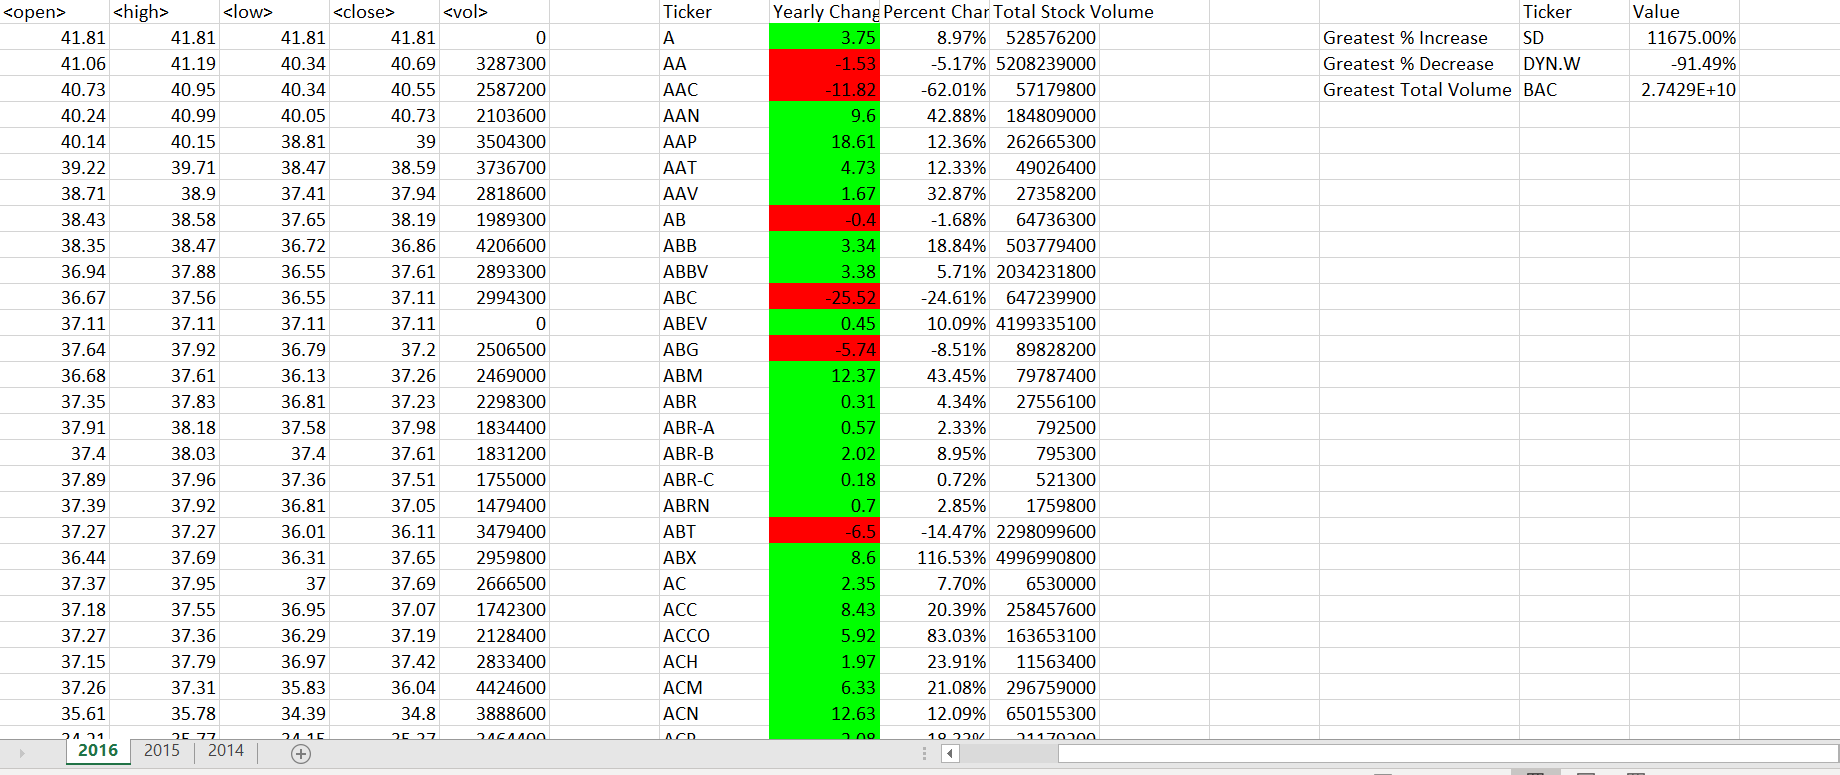 <open> <high> <low> <close> <vol> Ticker Yearly Chang Percent Char Total Stock Volume Ticker Value
41.81 41.81 41.81 41.81 0 A 3.75 8.97% 528576200 Greatest % Increase SD 11675.00%
41.06 41.19 40.34 40.69 3287300 AA -1.53 -5.17% 5208239000 Greatest % Decrease DYN.W -91.49%
40.73 40.95 40.34 40.55 2587200 AAC -11.82 -62.01% 57179800 Greatest Total Volume BAC 2.7429E+10
40.24 40.99 40.05 40.73 2103600 AAN 9.6 42.88% 184809000
40.14 40.15 38.81 39 3504300 AAP 18.61 12.36% 262665300
39.22 39.71 38.47 38.59 3736700 AAT 4.73 12.33% 49026400
38.71 38.9 37.41 37.94 2818600 AAV 1.67 32.87% 27358200
38.43 38.58 37.65 38.19 1989300 AB -0.4 -1.68% 64736300
38.35 38.47 36.72 36.86 4206600 ABB 3.34 18.84% 503779400
36.94 37.88 36.55 37.61 2893300 ABBV 3.38 5.71% 2034231800
36.67 37.56 36.55 37.11 2994300 ABC -25.52 -24.61% 647239900
37.11 37.11 37.11 37.11 0 ABEV 0.45 10.09% 4199335100
37.64 37.92 36.79 37.2 2506500 ABG -5.74 -8.51% 89828200
36.68 37.61 36.13 37.26 2469000 ABM 12.37 43.45% 79787400
37.35 37.83 36.81 37.23 2298300 ABR 0.31 4.34% 27556100
37.91 38.18 37.58 37.98 1834400 ABR-A 0.57 2.33% 792500
37.4 38.03 37.4 37.61 1831200 ABR-B 2.02 8.95% 795300
37.89 37.96 37.36 37.51 1755000 ABR-C 0.18 0.72% 521300
37.39 37.92 36.81 37.05 1479400 ABRN 0.7 2.85% 1759800
37.27 37.27 36.01 36.11 3479400 ABT -6.5 -14.47% 2298099600
36.44 37.69 36.31 37.65 2959800 ABX 8.6 116.53% 4996990800
37.37 37.95 37 37.69 2666500 AC 2.35 7.70% 6530000
37.18 37.55 36.95 37.07 1742300 ACC 8.43 20.39% 258457600
37.27 37.36 36.29 37.19 2128400 ACCO 5.92 83.03% 163653100
37.15 37.79 36.97 37.42 2833400 ACH 1.97 23.91% 11563400
37.26 37.31 35.83 36.04 4424600 ACM 6.33 21.08% 296759000
35.61 35.78 34.39 34.8 3888600 ACN 12.63 12.09% 650155300
2016 2015 2014